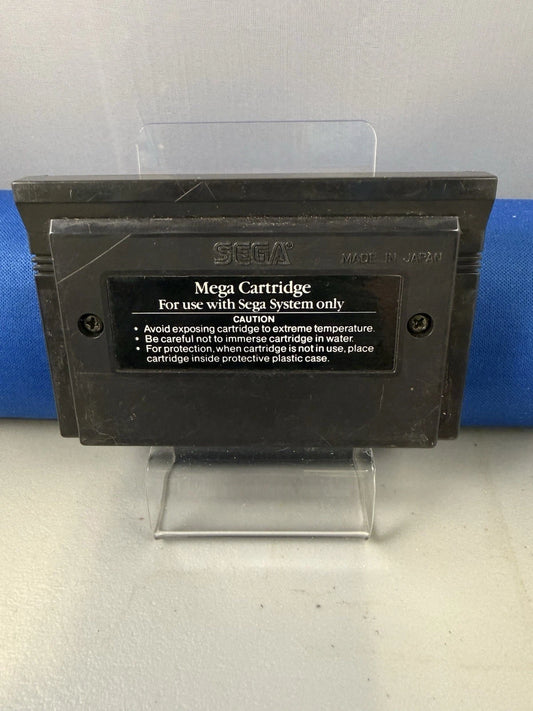 SEGA®
MADE IN JAPAN
Mega Cartridge
For use with Sega System only
CAUTION
• Avoid exposing cartridge to extreme temperature.
• Be careful not to immerse cartridge in water.
• For protection, when cartridge is not in use, place
cartridge inside protective plastic case.